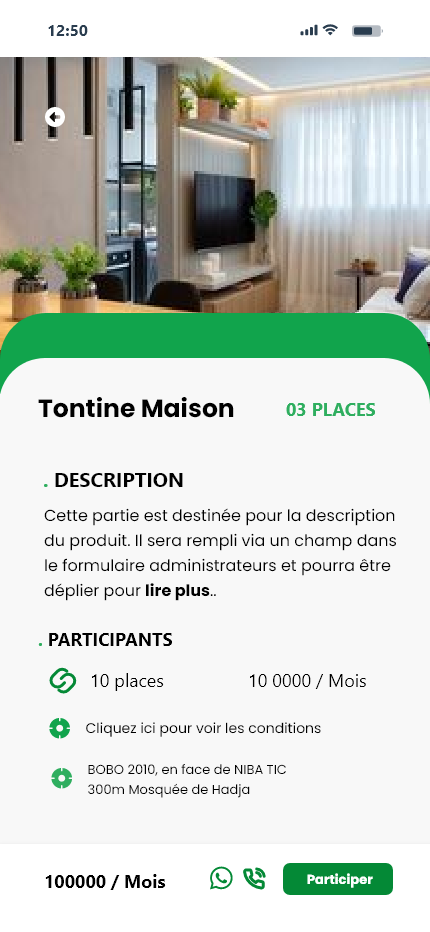 12:50
Tontine Maison
03 PLACES
. DESCRIPTION
Cette partie est destinée pour la description
du produit. Il sera rempli via un champ dans
le formulaire administrateurs et pourra être
déplier pour lire plus..
. PARTICIPANTS
10 places
10 0000 / Mois
Cliquez ici pour voir les conditions
BOBO 2010, en face de NIBA TIC
300m Mosquée de Hadja
100000 / Mois
Participer